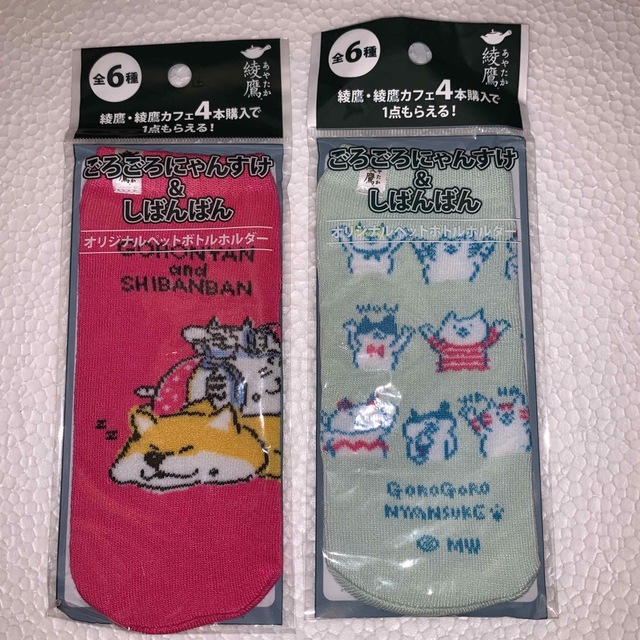 全6種
あやたか
綾鷹
綾鷹・綾鷹カフェ4本購入で
1点もらえる!
ごろごろにゃんすけ
&
しばんばん
オリジナルペットボトルホルダー
GOHONYAN
and
SHIBANBAN
全6種
あやたか
綾鷹
綾鷹・綾鷹カフェ4本購入で
1点もらえる!
ごろごろにゃんすけ
&
しばんばん
オリジナルペットボトルホルダー
GOROGORO
NYANSUKE
MW